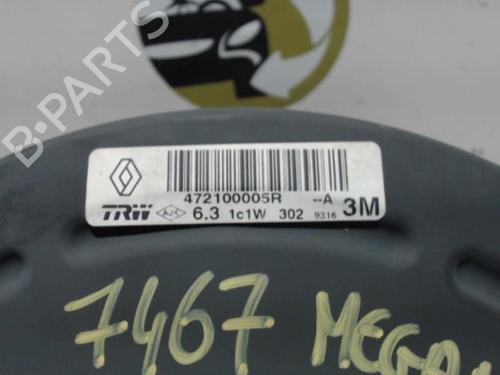 B-PARTS
472100005R --A
TRW 6.3 1c1W 302 9316 3M
7467 MEGA